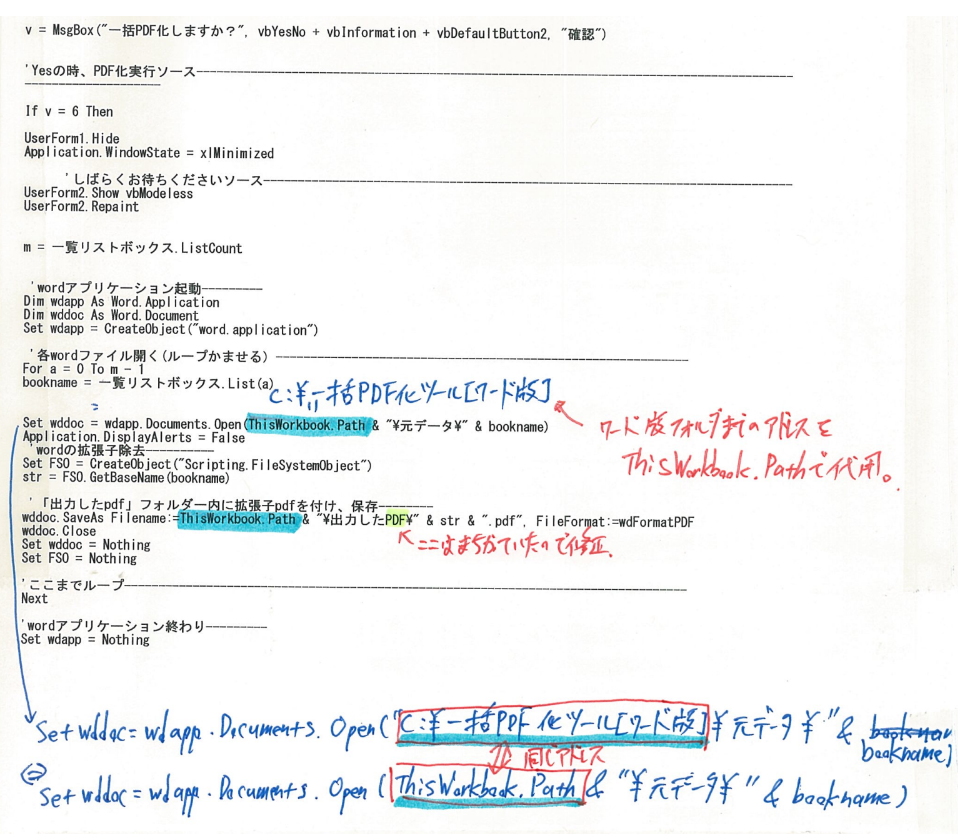 v = MsgBox("一括PDF化しますか？", vbYesNo + vbInformation + vbDefaultButton2, "確認")
'Yesの時、PDF化実行ソース------------------------------------------------------------
--------------------
If v = 6 Then
UserForm1.Hide
Application.WindowState = xlMinimized
'しばらくお待ちくださいソース------------------------------------------------------------
UserForm2.Show vbModeless
UserForm2.Repaint
m = 一覧リストボックス.ListCount
'wordアプリケーション起動---------
Dim wdapp As Word.Application
Dim wddoc As Word.Document
Set wdapp = CreateObject("word.application")
'各wordファイル開く(ループかませる) ------------------------------------------------------------
For a = 0 To m - 1
bookname = 一覧リストボックス.List(a)
C:¥一括PDF化ツール[ワード版]
Set wddoc = wdapp.Documents.Open(ThisWorkbook.Path & "¥元データ¥" & bookname)
ワード版フォルダまでのアドレスを
Application.DisplayAlerts = False
'wordの拡張子除去----------
ThisWorkbook.Pathで代用。
Set FSO = CreateObject("Scripting.FileSystemObject")
str = FSO.GetBaseName(bookname)
'「出力したpdf」フォルダー内に拡張子pdfを付け、保存--------
wddoc.SaveAs Filename:=ThisWorkbook.Path & "¥出力したPDF¥" & str & ".pdf", FileFormat:=wdFormatPDF
wddoc.Close
ここはまちがていたので修正.
Set wddoc = Nothing
Set FSO = Nothing
'ここまでループ------------------------------------------------------------
Next
'wordアプリケーション終わり---------
Set wdapp = Nothing
Set wddoc = wdapp.Documents.Open("C:¥一括PDF化ツール[ワード版]¥元データ¥" &
bookname)
同じアドレス
Set wddoc = wdapp.Documents.Open (ThisWorkbook.Path & "¥元データ¥" & bookname)